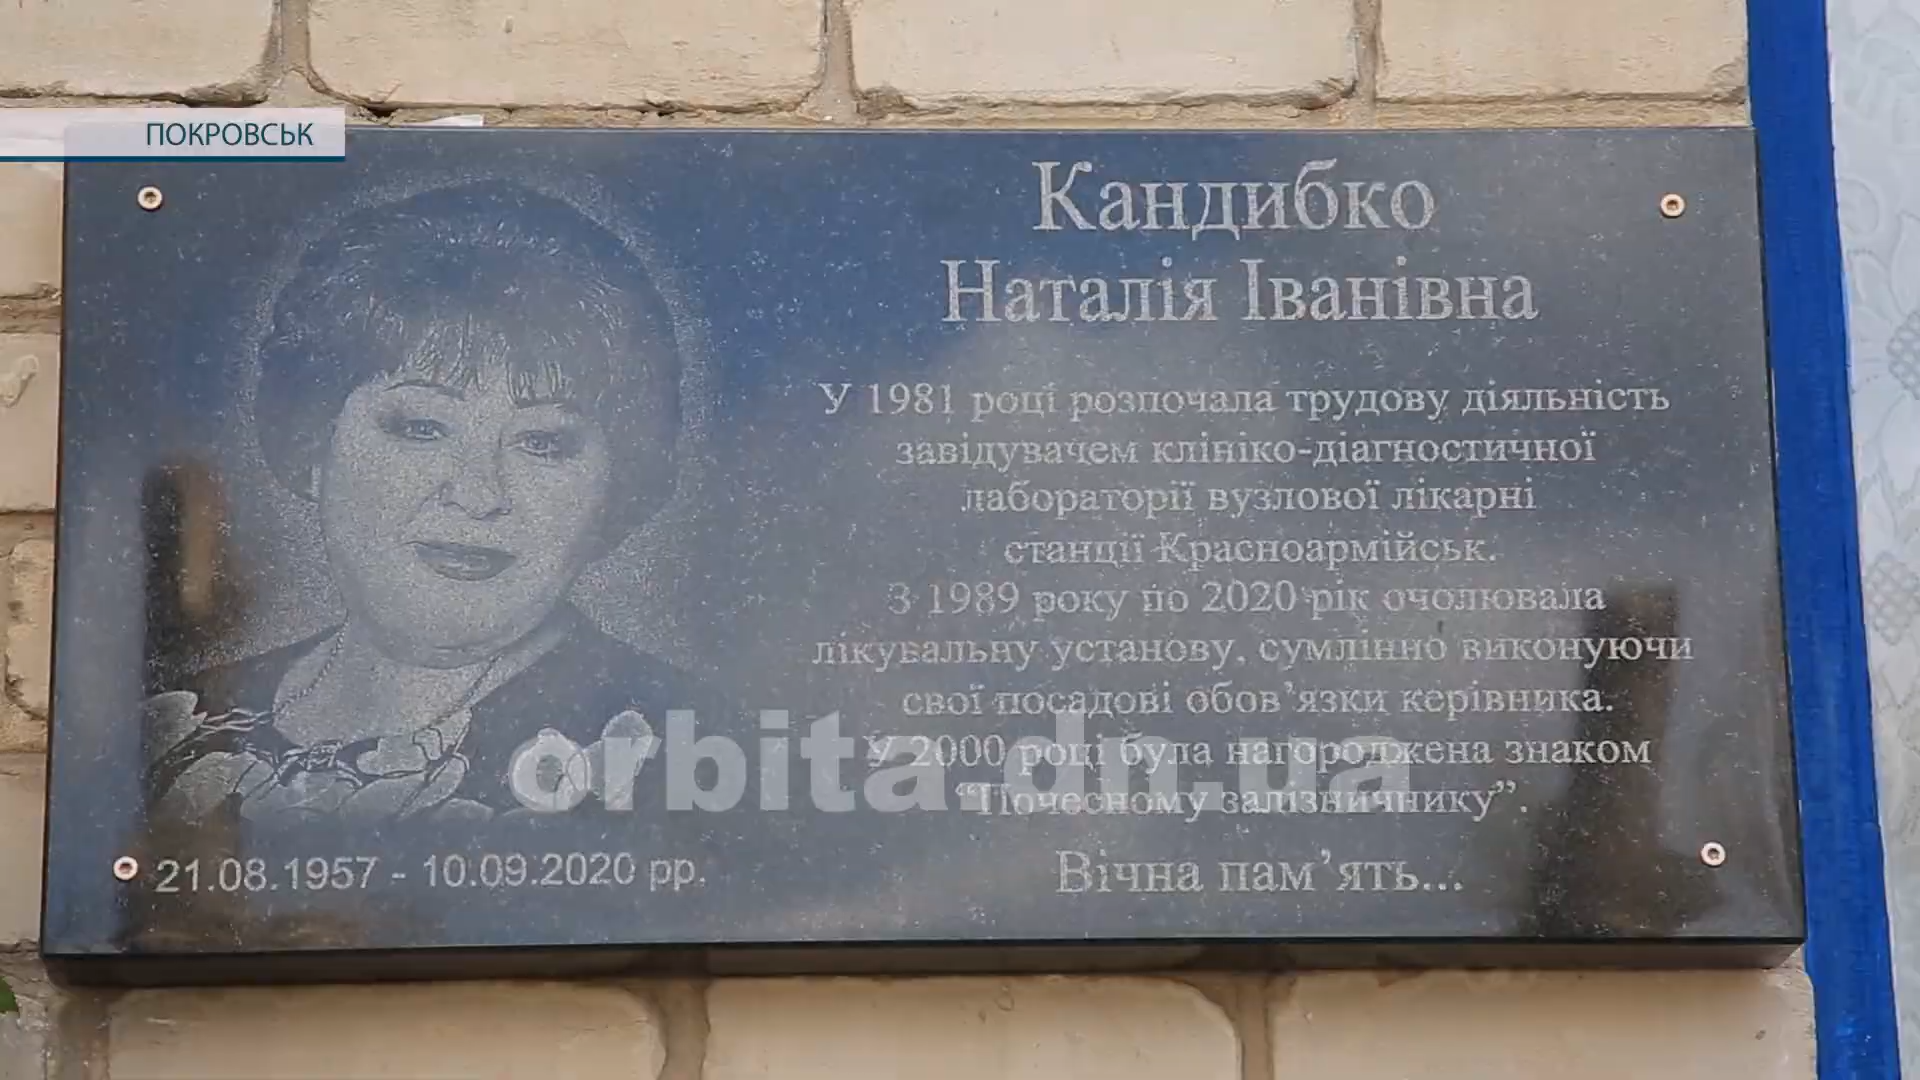 ПОКРОВСЬК
Кандибко
Наталія Іванівна
У 1981 році розпочала трудову діяльність
завідувачем клініко-діагностичної
лабораторії вузлової лікарні
станції Красноармійськ.
З 1989 року по 2020 рік очолювала
лікувальну установу, сумлінно виконуючи
свої посадові обов’язки керівника.
У 2000 році була нагороджена знаком
“Почесному залізничнику”.
orbita.dn.ua
21.08.1957 - 10.09.2020 рр.
Вічна пам’ять...